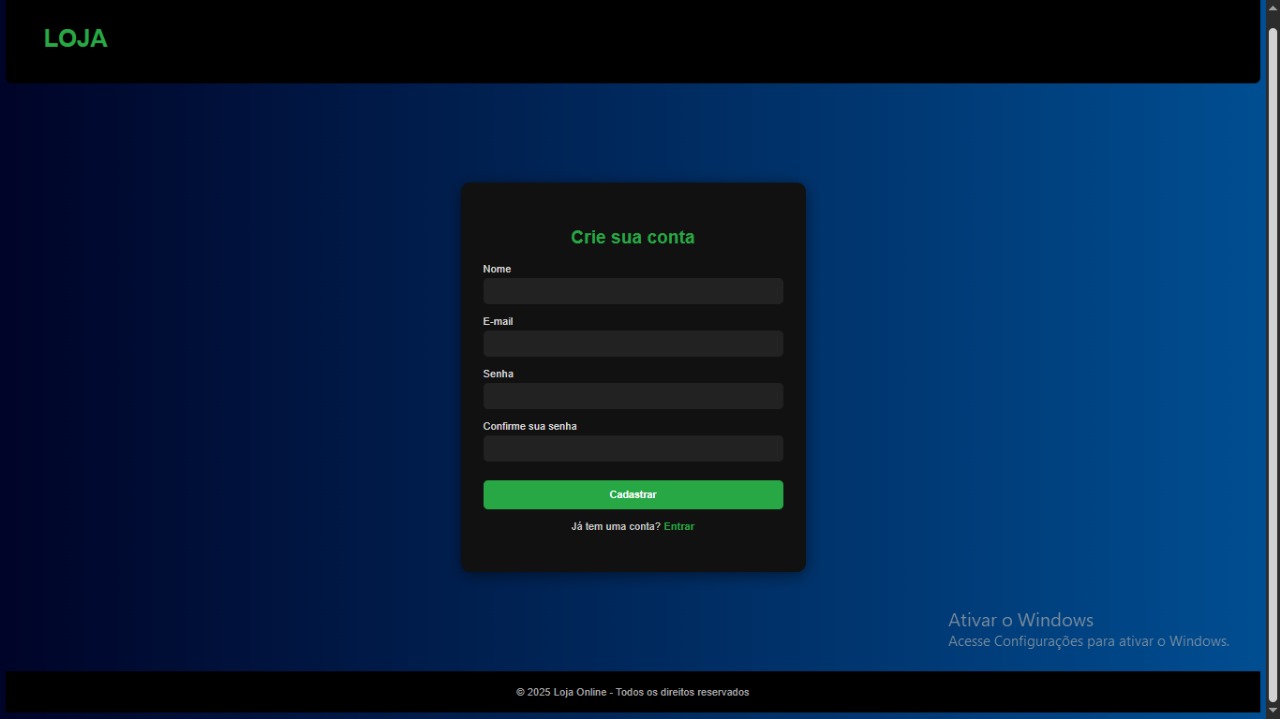 LOJA
Crie sua conta
Nome
E-mail
Senha
Confirme sua senha
Cadastrar
Já tem uma conta? Entrar
Ativar o Windows
Acesse Configurações para ativar o Windows.
© 2025 Loja Online - Todos os direitos reservados